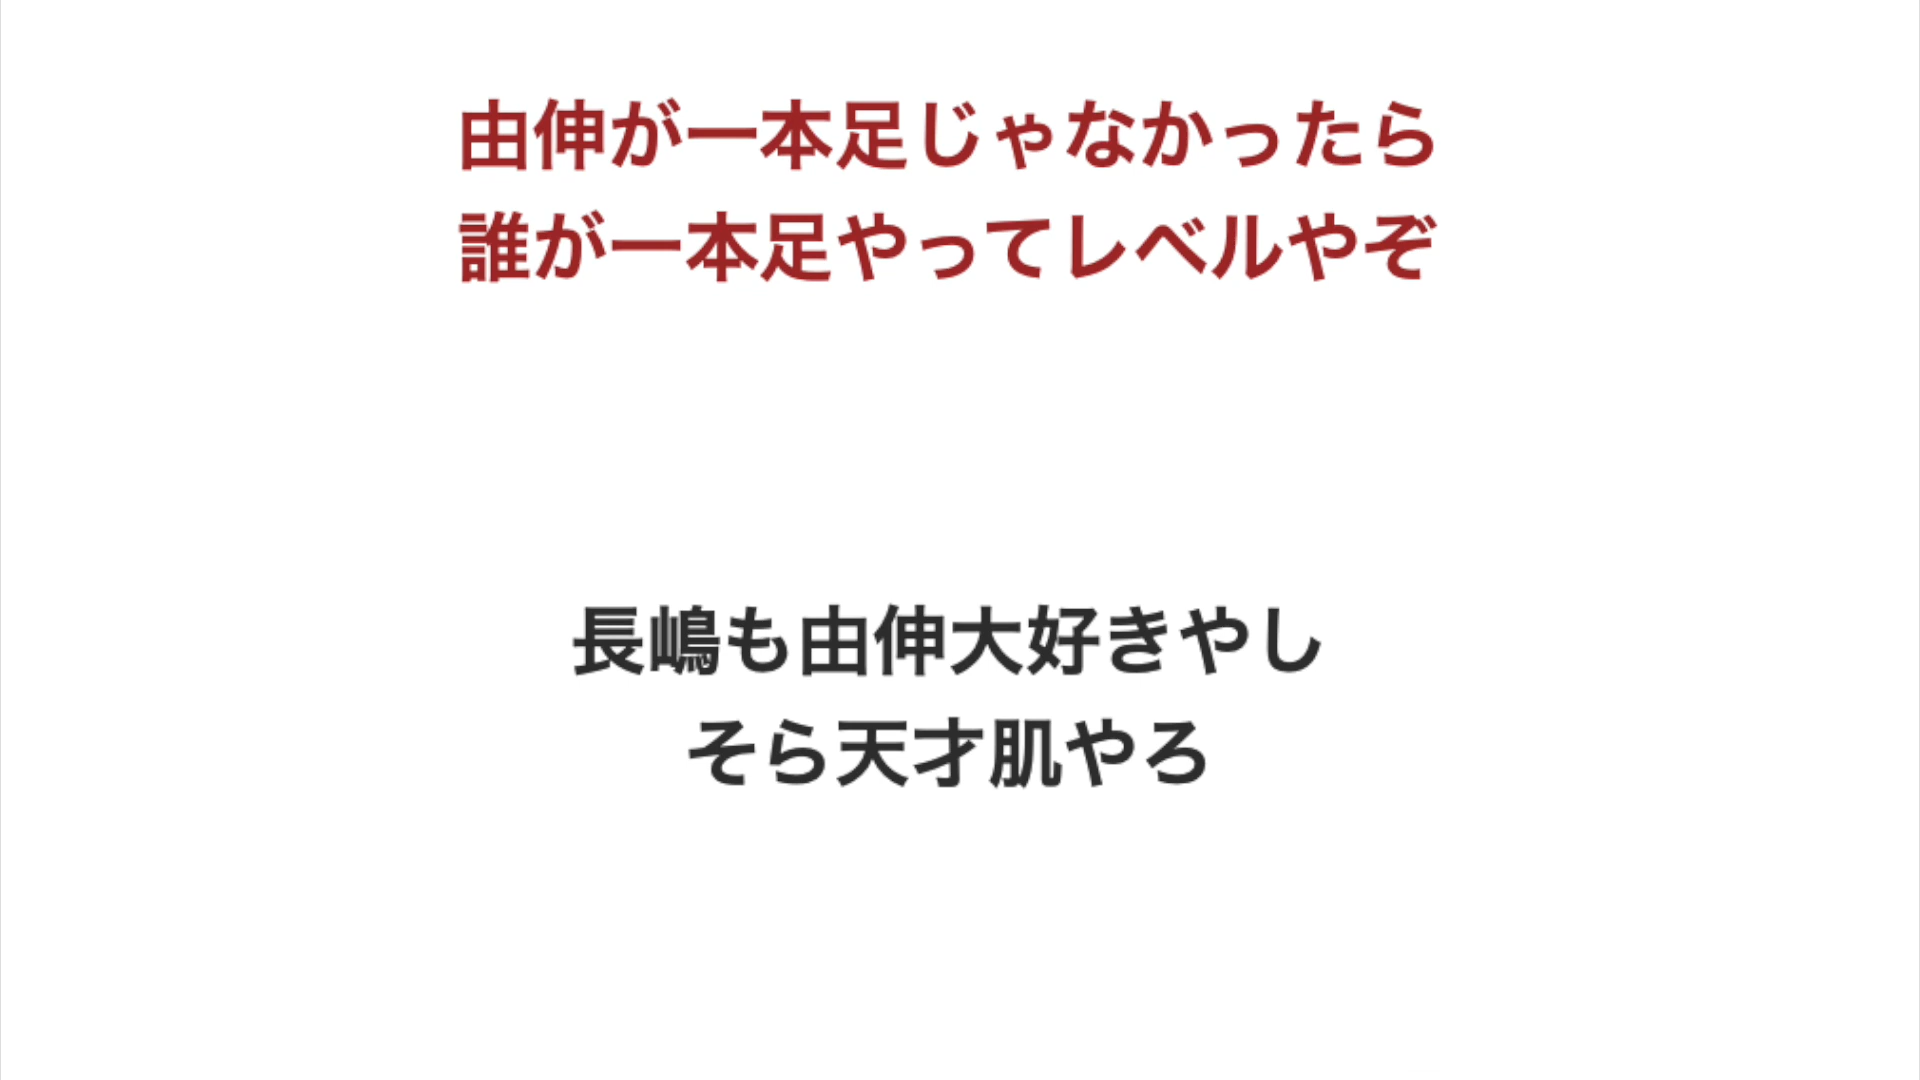 由伸が一本足じゃなかったら
誰が一本足やってレベルやぞ
長嶋も由伸大好きやし
そら天才肌やろ